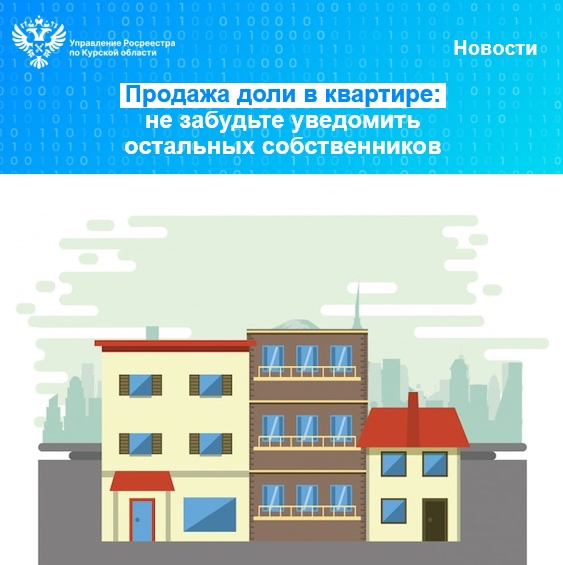 Управление Росреестра
по Курской области
Новости
Продажа доли в квартире:
не забудьте уведомить
остальных собственников